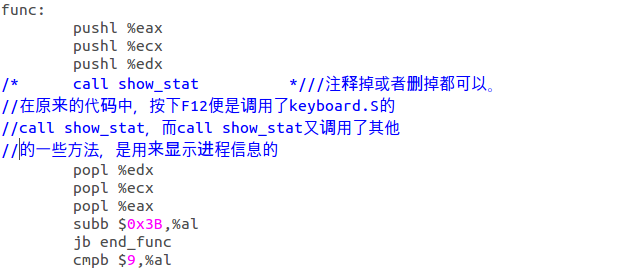 func:
        pushl %eax
        pushl %ecx
        pushl %edx
/*      call show_stat          *///注释掉或者删掉都可以。
//在原来的代码中，按下F12便是调用了keyboard.S的
//call show_stat，而call show_stat又调用了其他
//的一些方法，是用来显示进程信息的
        popl %edx
        popl %ecx
        popl %eax
        subb $0x3B,%al
        jb end_func
        cmpb $9,%al